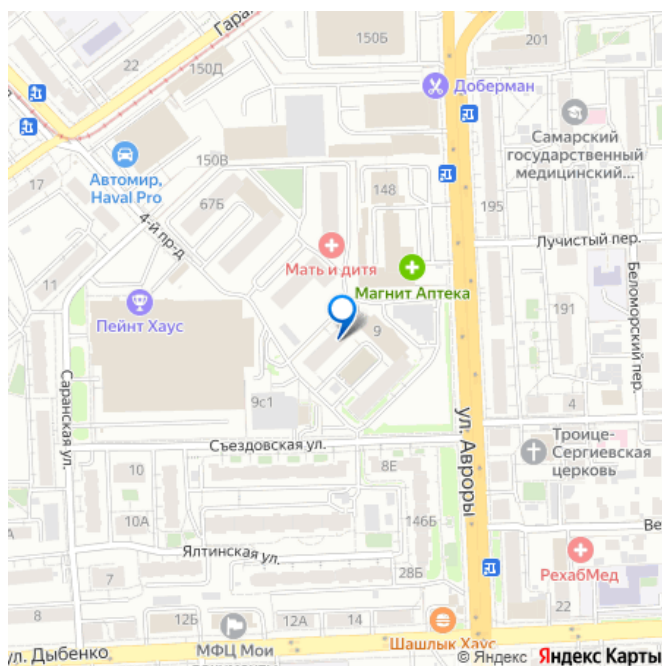 Гара
150Б
201
22
150Д
Доберман
Самарский
государственный
медицинский...
150В
Автомир,
Haval Pro
17
67Б
148
195
4-й пр-д
Лучистый пер.
Мать и дитя
Магнит Аптека
Беломорский пер.
11
Пейнт Хаус
9
191
Саранская ул.
9с1
4
ул. Авроры
Съездовская ул.
Троице-
Сергиевская
церковь
10
8Е
10А
146Б
Ве
Ялтинская ул.
7
28Б
РехабМед
8
12Б
12А
14
22
ул. Дыбенко
МФЦ Мои
Шашлык Хаус
© Яндекс Яндекс Карты